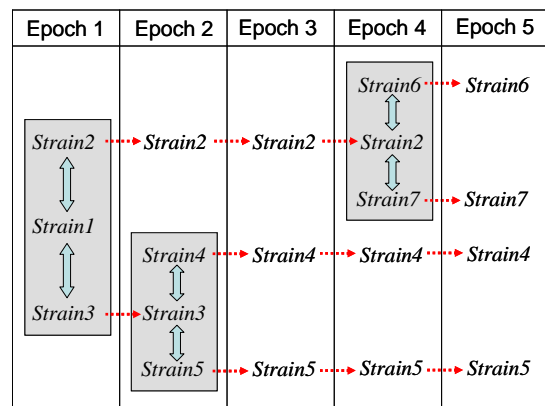 Epoch 1 Epoch 2 Epoch 3 Epoch 4 Epoch 5
Strain6 Strain6
Strain2 Strain2 Strain2 Strain2
Strain7 Strain7
Strain1
Strain4 Strain4 Strain4 Strain4
Strain3 Strain3
Strain5 Strain5 Strain5 Strain5